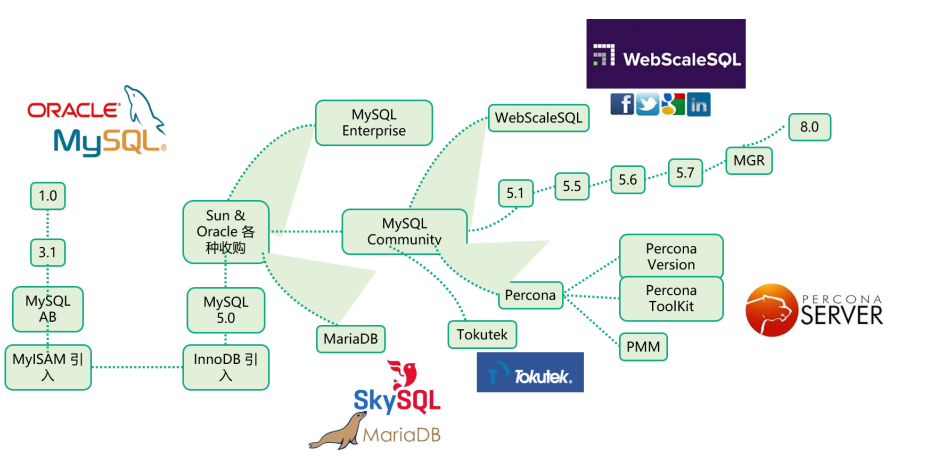 WebScaleSQL
ORACLE
MySQL
MySQL
Enterprise
WebScaleSQL
8.0
MGR
5.7
5.6
5.5
5.1
1.0
3.1
MySQL
AB
MyISAM 引
入
Sun &
Oracle 各
种收购
MySQL
5.0
InnoDB 引
入
MySQL
Community
MariaDB
Tokutek
Percona
Percona
Version
Percona
ToolKit
PMM
PERCONA
SERVER
Tokutek
SkySQL
MariaDB
f
g
in